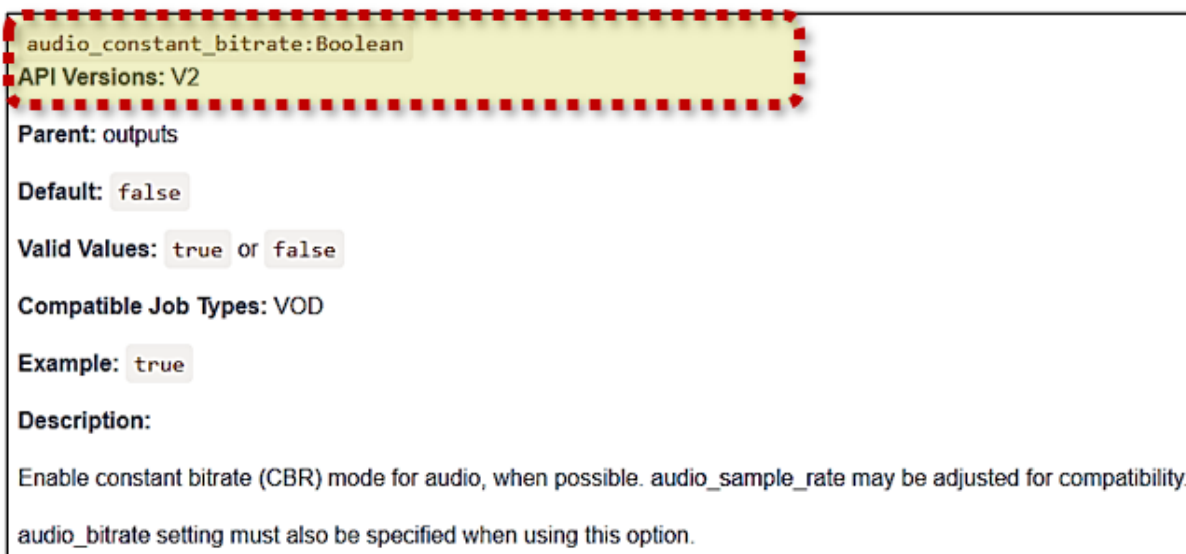 audio_constant_bitrate:Boolean
API Versions: V2
Parent: outputs
Default: false
Valid Values: true or false
Compatible Job Types: VOD
Example: true
Description:
Enable constant bitrate (CBR) mode for audio, when possible. audio_sample_rate may be adjusted for compatibility.
audio_bitrate setting must also be specified when using this option.